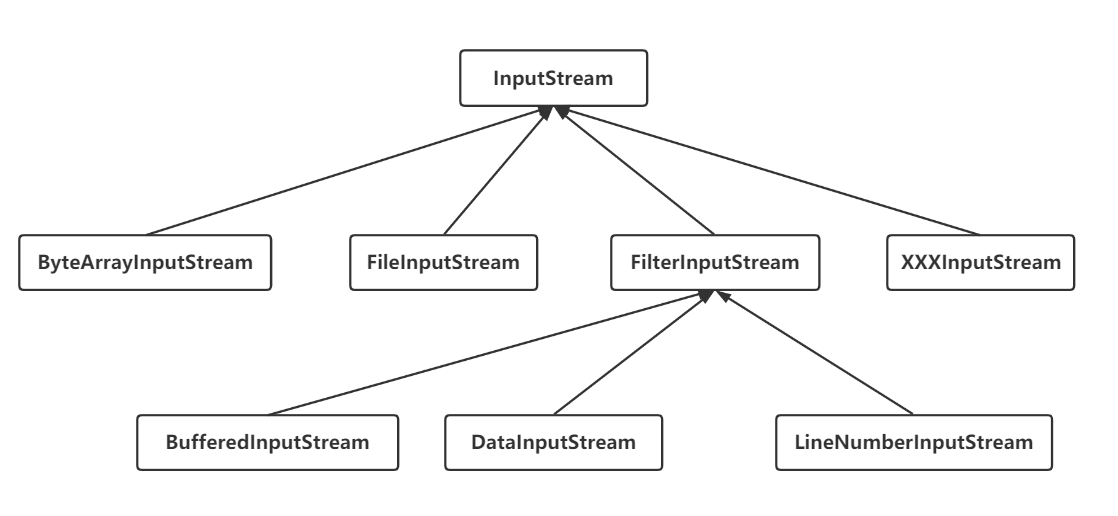 InputStream
ByteArrayInputStream
FileInputStream
FilterInputStream
XXXInputStream
BufferedInputStream
DataInputStream
LineNumberInputStream